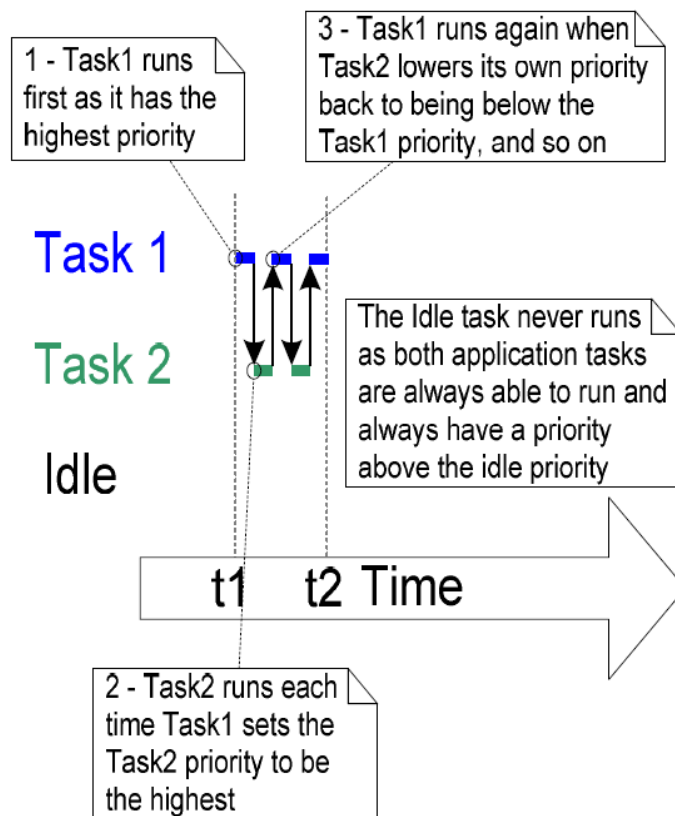 1 - Task1 runs
first as it has the
highest priority
3 - Task1 runs again when
Task2 lowers its own priority
back to being below the
Task1 priority, and so on
Task 1
Task 2
Idle
The Idle task never runs
as both application tasks
are always able to run and
always have a priority
above the idle priority
t1 t2 Time
2 - Task2 runs each
time Task1 sets the
Task2 priority to be
the highest